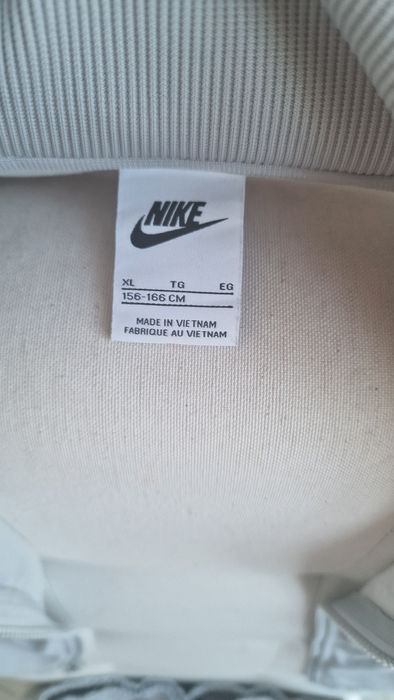 NIKE
XL TG EG
156-166 CM
MADE IN VIETNAM
FABRIQUE AU VIETNAM